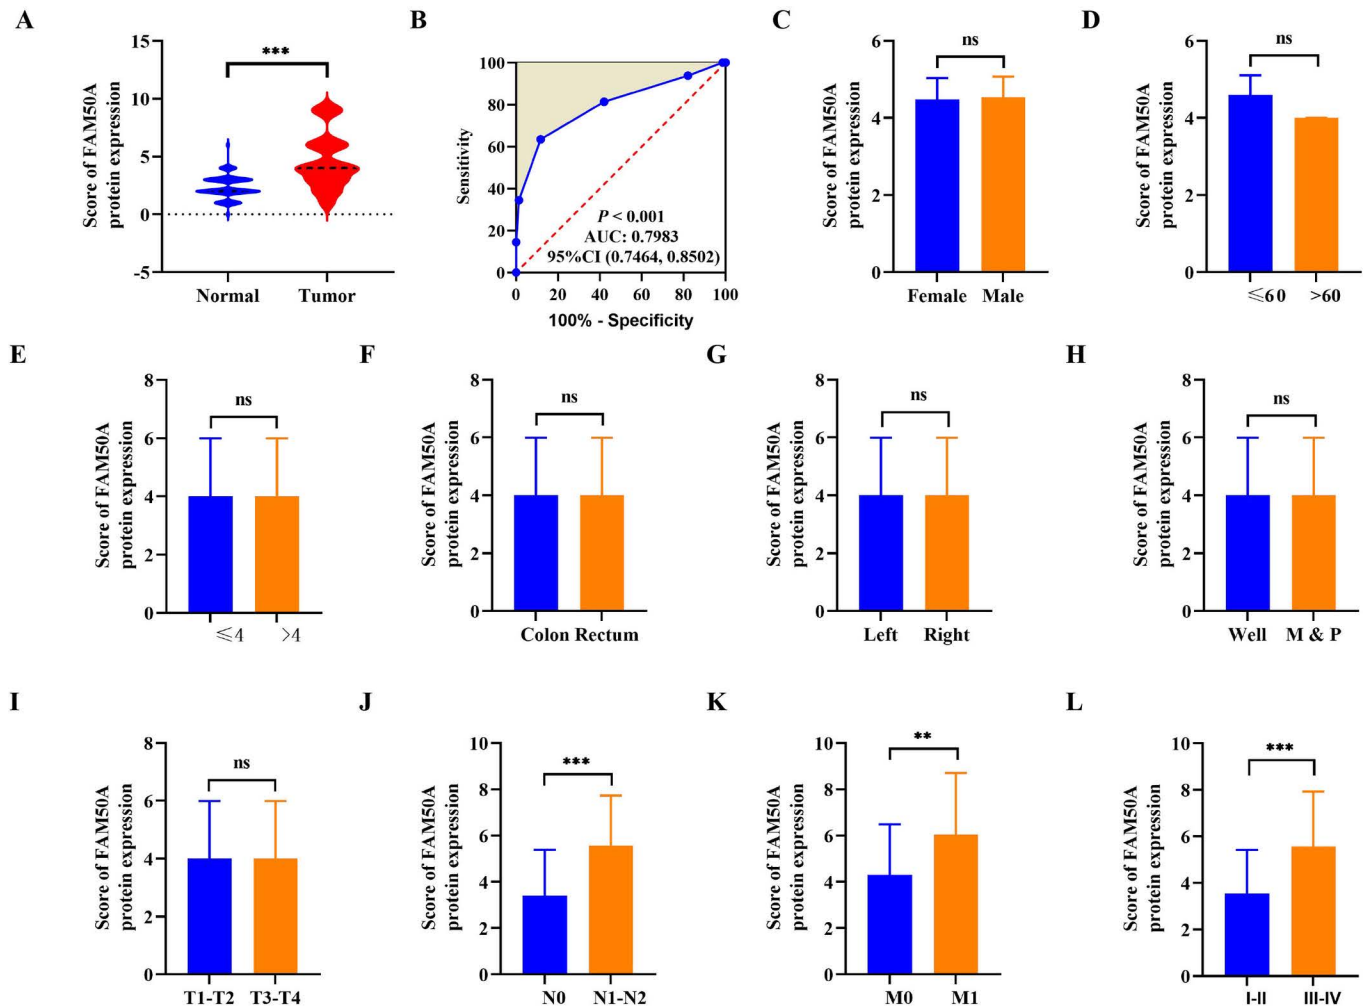 A
Score of FAM50A
protein expression
15
10
5
0
-5
***
Normal
Tumor
B
Sensitivity
100
80
60
40
20
0
P < 0.001
AUC: 0.7983
95%CI (0.7464, 0.8502)
0 20 40 60 80 100
100% - Specificity
C
Score of FAM50A
protein expression
6
4
2
0
ns
Female Male
D
Score of FAM50A
protein expression
6
4
2
0
ns
≤60 >60
E
Score of FAM50A
protein expression
8
6
4
2
0
ns
≤4 >4
F
Score of FAM50A
protein expression
8
6
4
2
0
ns
Colon Rectum
G
Score of FAM50A
protein expression
8
6
4
2
0
ns
Left Right
H
Score of FAM50A
protein expression
8
6
4
2
0
ns
Well M & P
I
Score of FAM50A
protein expression
8
6
4
2
0
ns
T1-T2 T3-T4
J
Score of FAM50A
protein expression
10
8
6
4
2
0
***
N0 N1-N2
K
Score of FAM50A
protein expression
10
8
6
4
2
0
**
M0 M1
L
Score of FAM50A
protein expression
10
8
6
4
2
0
***
I-II III-IV